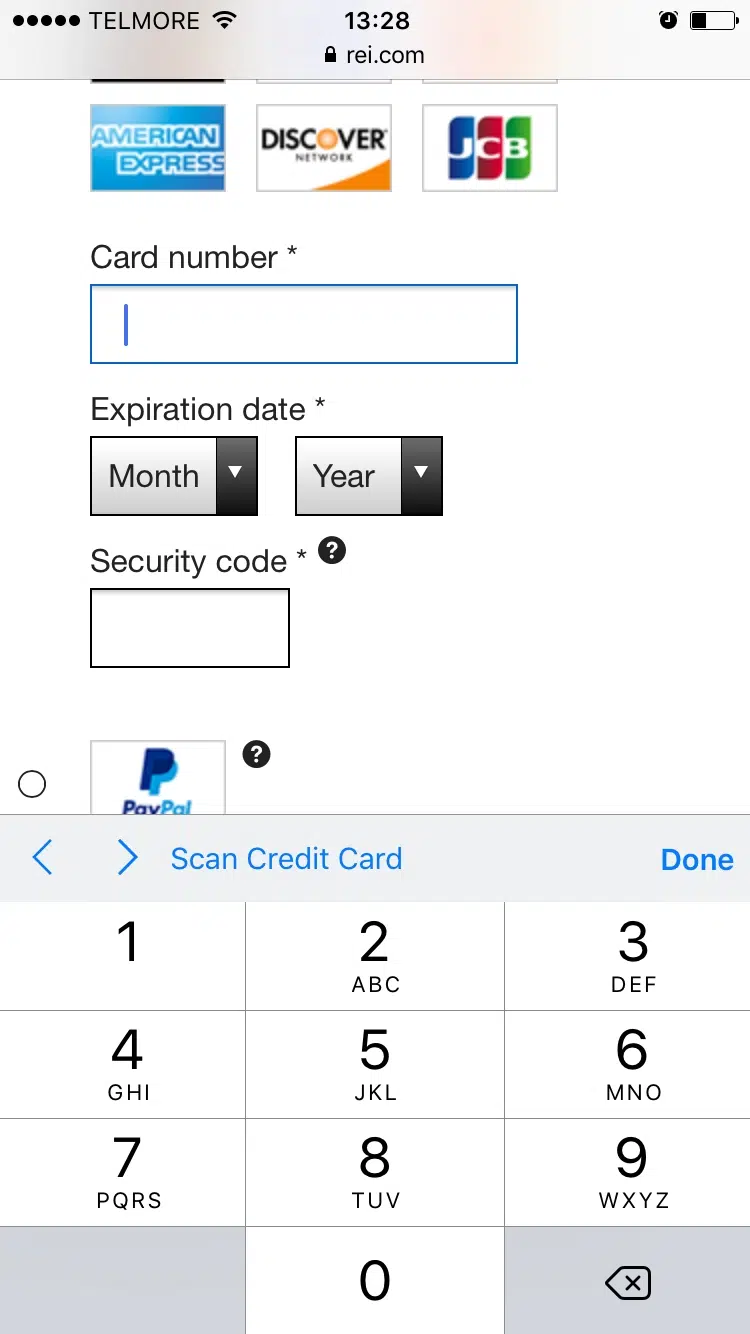 TELMORE 13:28
rei.com
AMERICAN EXPRESS
DISCOVER NETWORK
JCB
Card number *
Expiration date *
Month Year
Security code * ?
?
PayPal
Scan Credit Card Done
1 2 3
ABC DEF
4 5 6
GHI JKL MNO
7 8 9
PQRS TUV WXYZ
0